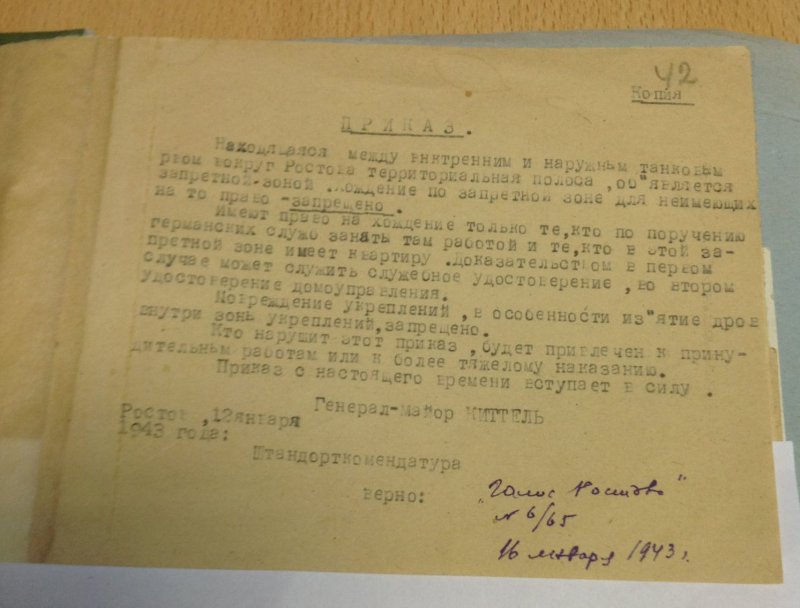 42
Копия
ПРИКАЗ.
Находящаяся между внктренним и наружным танковым
рвом вокруг Ростова территориальная полоса ,об"является
запретной зоной .Хождение по запретной зоне для неимеющих
на то право -запрещено .
Имеют право на хождение только те,кто по поручению
германских служб заняты там работой и те,кто в этой за-
претной зоне имеет квартиру .Доказательством в первом
случае может служить служебное удостоверение ,во втором
удостоверение домоуправления.
Повреждение укреплений ,в особенности из"ятие дров
внутри зоны укреплений,запрещено.
Кто нарушит этот приказ ,будет привлечен к прину-
дительным работам или к более тяжелому наказанию.
Приказ с настоящего времени вступает в силу .
Генерал-майор КИТТЕЛЬ
Ростов ,12января
1943 года:
Штандорткомендатура
верно:
"Голос Ростова"
N 6/65
16 января 1943 г.